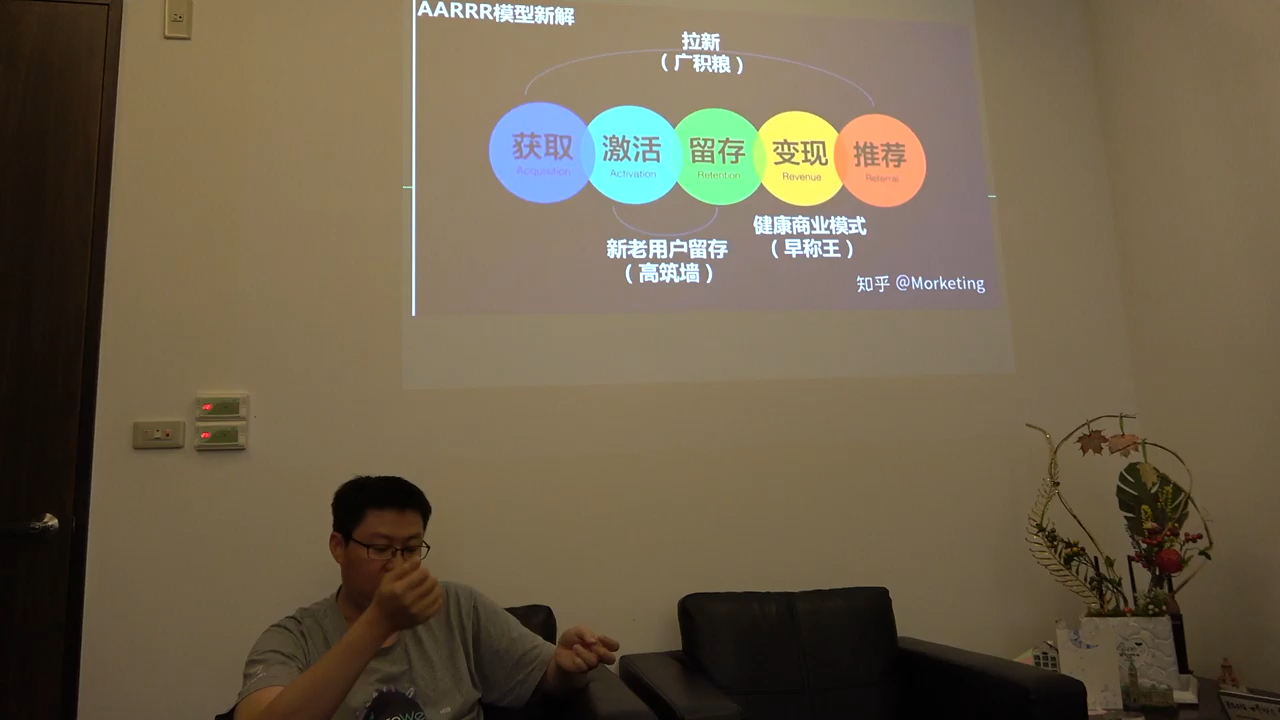 AARRR模型新解
拉新
（广积粮）
获取
Acquisition
激活
Activation
留存
Retention
变现
Revenue
推荐
Referral
新老用户留存
（高筑墙）
健康商业模式
（早称王）
知乎 @Morketing